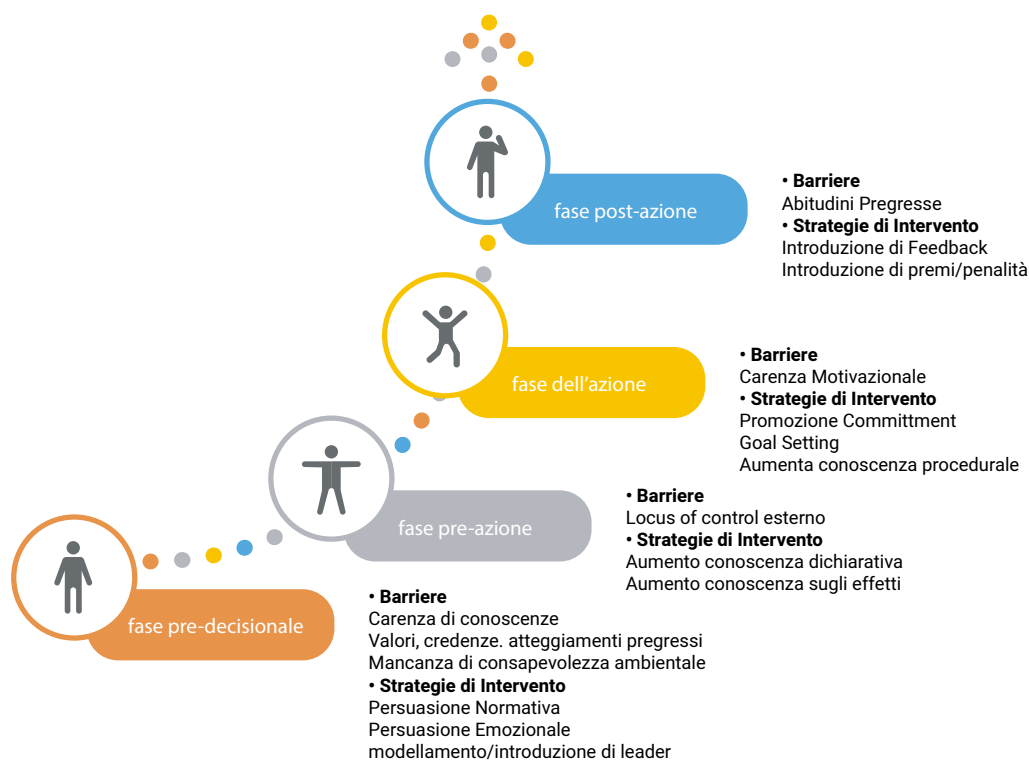 fase post-azione
• Barriere
Abitudini Pregresse
• Strategie di Intervento
Introduzione di Feedback
Introduzione di premi/penalità
fase dell'azione
• Barriere
Carenza Motivazionale
• Strategie di Intervento
Promozione Committment
Goal Setting
Aumenta conoscenza procedurale
fase pre-azione
• Barriere
Locus of control esterno
• Strategie di Intervento
Aumento conoscenza dichiarativa
Aumento conoscenza sugli effetti
fase pre-decisionale
• Barriere
Carenza di conoscenze
Valori, credenze. atteggiamenti pregressi
Mancanza di consapevolezza ambientale
• Strategie di Intervento
Persuasione Normativa
Persuasione Emozionale
modellamento/introduzione di leader